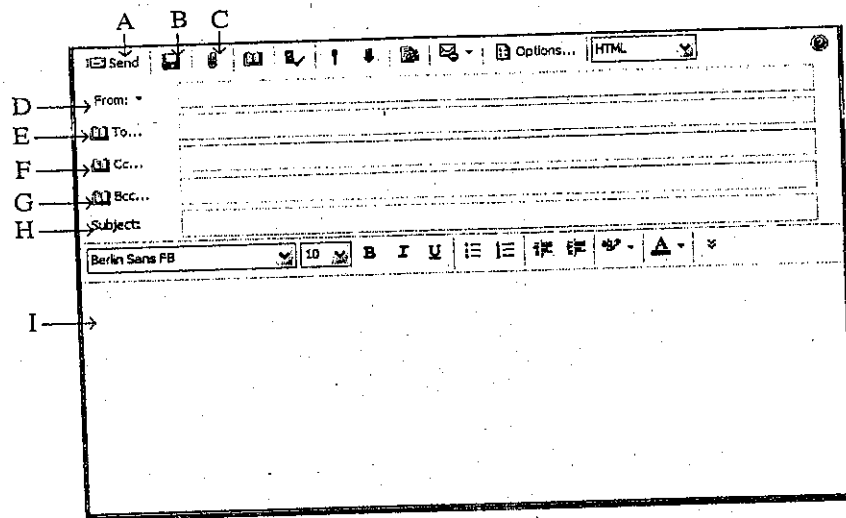 A B C
Send Options... HTML
D From:
E To...
F Cc...
G Bcc...
H Subject:
Berlin Sans FB 10 B I U A
I